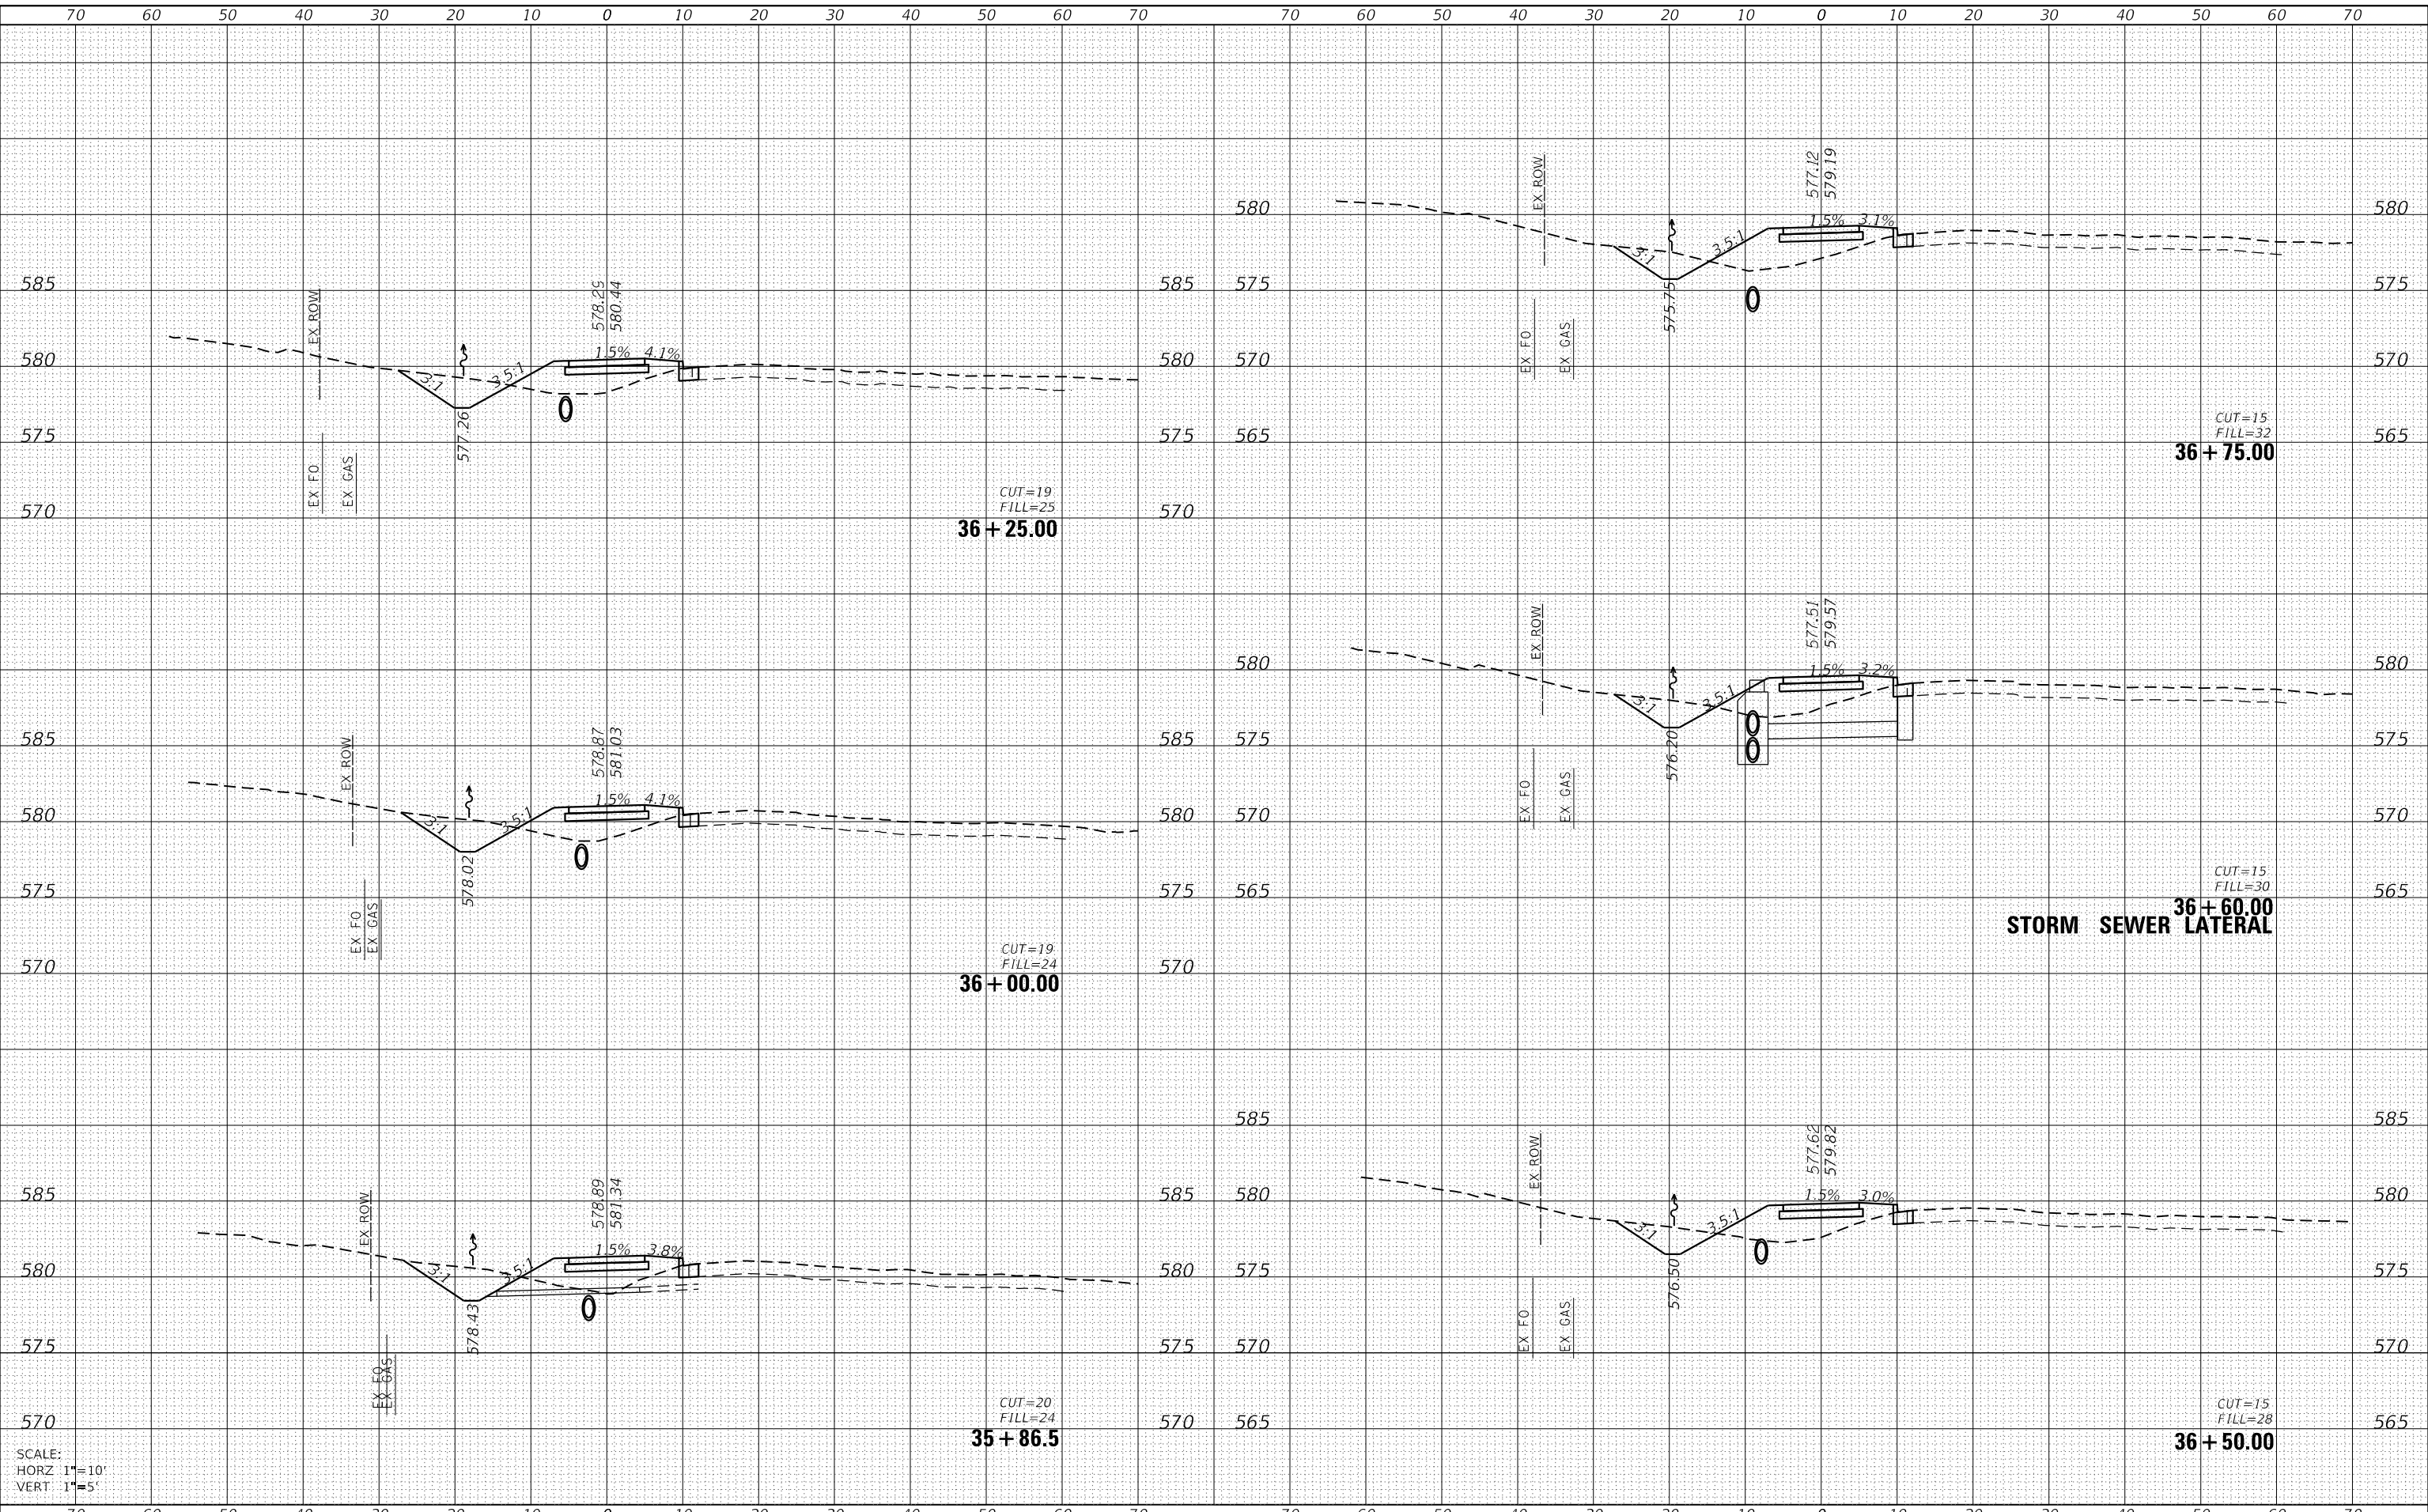 70 60 50 40 30 20 10 0 10 20 30 40 50 60 70 70 60 50 40 30 20 10 0 10 20 30 40 50 60 70
585 585
580 580
575 575
570 570
EX ROW
578.29
580.44
1.5% 4.1%
3:1
3.5:1
577.26
EX FO
EX GAS
CUT=19
FILL=25
36+25.00
585 585
580 580
575 575
570 570
EX ROW
578.87
581.03
1.5% 4.1%
3:1
3.5:1
578.02
EX FO
EX GAS
CUT=19
FILL=24
36+00.00
585 585
580 580
575 575
570 570
EX ROW
578.89
581.34
1.5% 3.8%
3:1
3.5:1
578.43
EX FO
EX GAS
CUT=20
FILL=24
35+86.5
SCALE:
HORZ 1"=10'
VERT 1"=5'
580 580
575 575
570 570
565 565
EX ROW
577.12
579.19
1.5% 3.1%
3:1
3.5:1
575.75
EX FO
EX GAS
CUT=15
FILL=32
36+75.00
580 580
575 575
570 570
565 565
EX ROW
577.51
579.57
1.5% 3.2%
3:1
3.5:1
576.20
EX FO
EX GAS
CUT=15
FILL=30
36+60.00
STORM SEWER LATERAL
585 585
580 580
575 575
570 570
565 565
EX ROW
577.62
579.82
1.5% 3.0%
3:1
3.5:1
576.50
EX FO
EX GAS
CUT=15
FILL=28
36+50.00
70 60 50 40 30 20 10 0 10 20 30 40 50 60 70 70 60 50 40 30 20 10 0 10 20 30 40 50 60 70